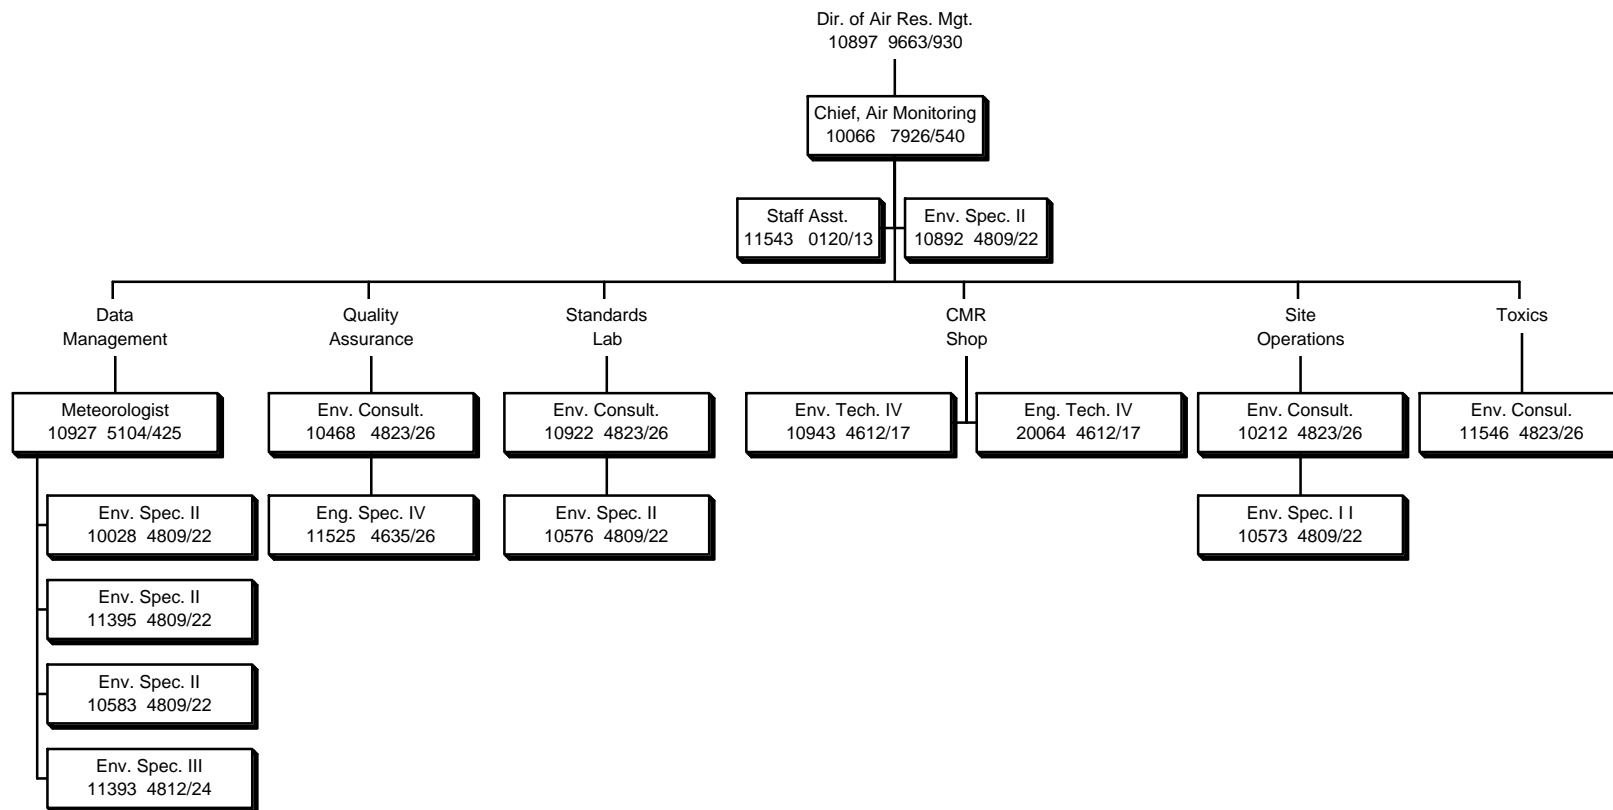 Dir. of Air Res. Mgt.
10897 9663/930
Chief, Air Monitoring
10066 7926/540
Staff Asst.
11543 0120/13
Env. Spec. II
10892 4809/22
Data
Management
Quality
Assurance
Standards
Lab
CMR
Shop
Site
Operations
Toxics
Meteorologist
10927 5104/425
Env. Consult.
10468 4823/26
Env. Consult.
10922 4823/26
Env. Tech. IV
10943 4612/17
Eng. Tech. IV
20064 4612/17
Env. Consult.
10212 4823/26
Env. Consul.
11546 4823/26
Env. Spec. II
10028 4809/22
Eng. Spec. IV
11525 4635/26
Env. Spec. II
10576 4809/22
Env. Spec. I I
10573 4809/22
Env. Spec. II
11395 4809/22
Env. Spec. II
10583 4809/22
Env. Spec. III
11393 4812/24